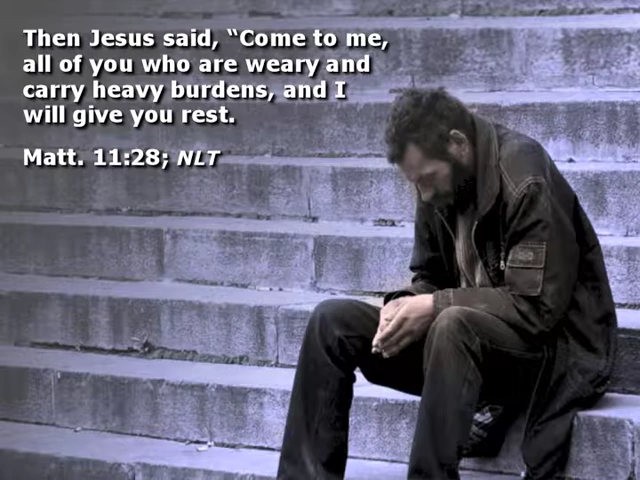 Then Jesus said, “Come to me,
all of you who are weary and
carry heavy burdens, and I
will give you rest.
Matt. 11:28; NLT